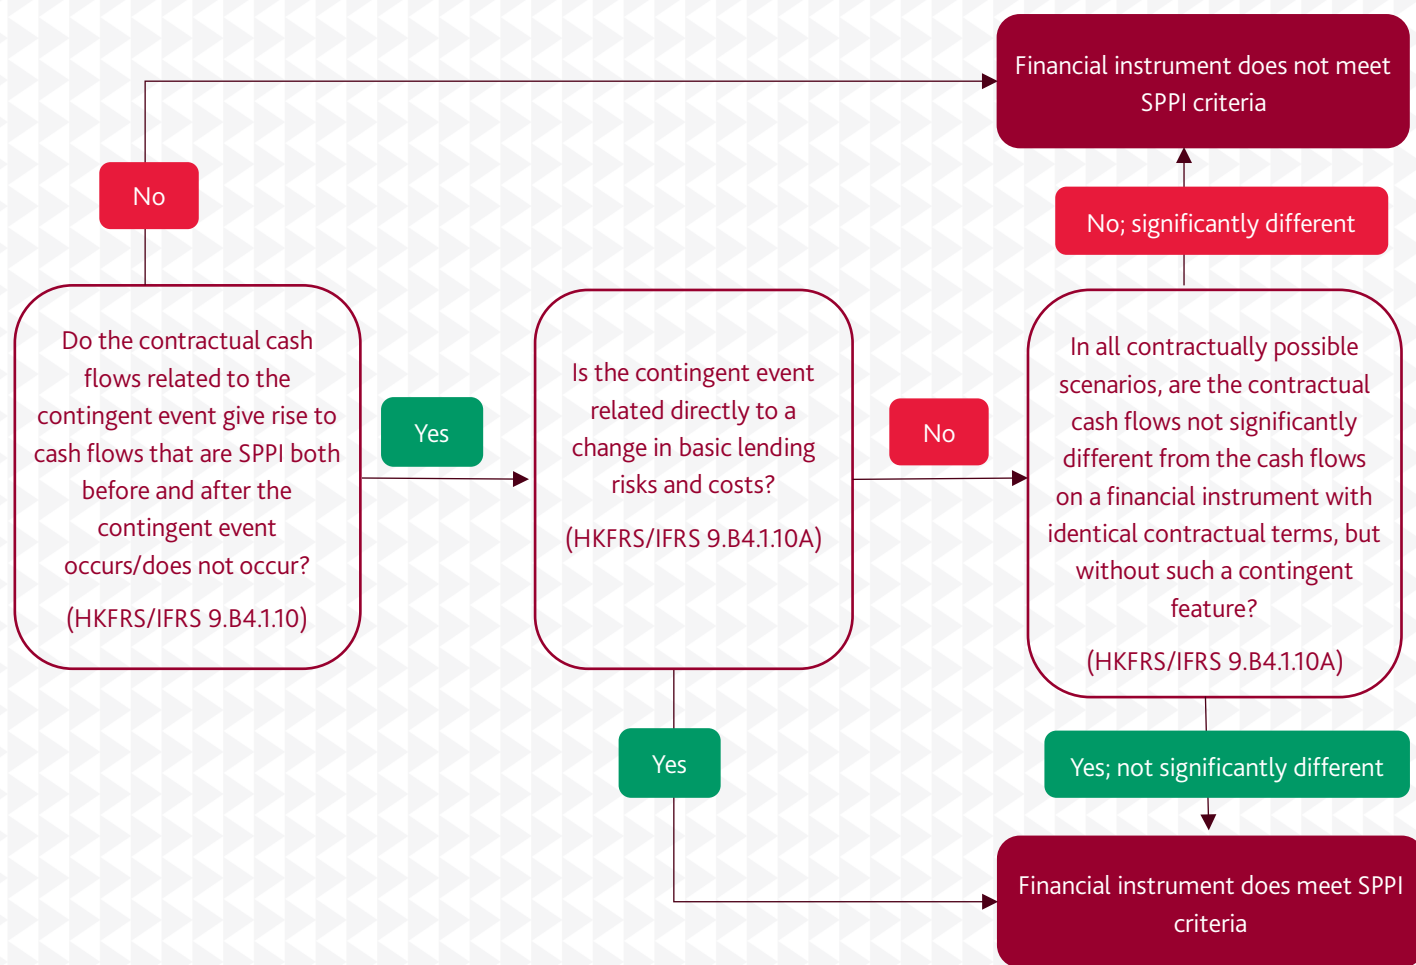 Financial instrument does not meet
SPPI criteria
No
No; significantly different
Do the contractual cash
flows related to the
contingent event give rise to
cash flows that are SPPI both
before and after the
contingent event
occurs/does not occur?
(HKFRS/IFRS 9.B4.1.10)
Yes
Is the contingent event
related directly to a
change in basic lending
risks and costs?
(HKFRS/IFRS 9.B4.1.10A)
No
In all contractually possible
scenarios, are the contractual
cash flows not significantly
different from the cash flows
on a financial instrument with
identical contractual terms, but
without such a contingent
feature?
(HKFRS/IFRS 9.B4.1.10A)
Yes
Yes; not significantly different
Financial instrument does meet SPPI
criteria